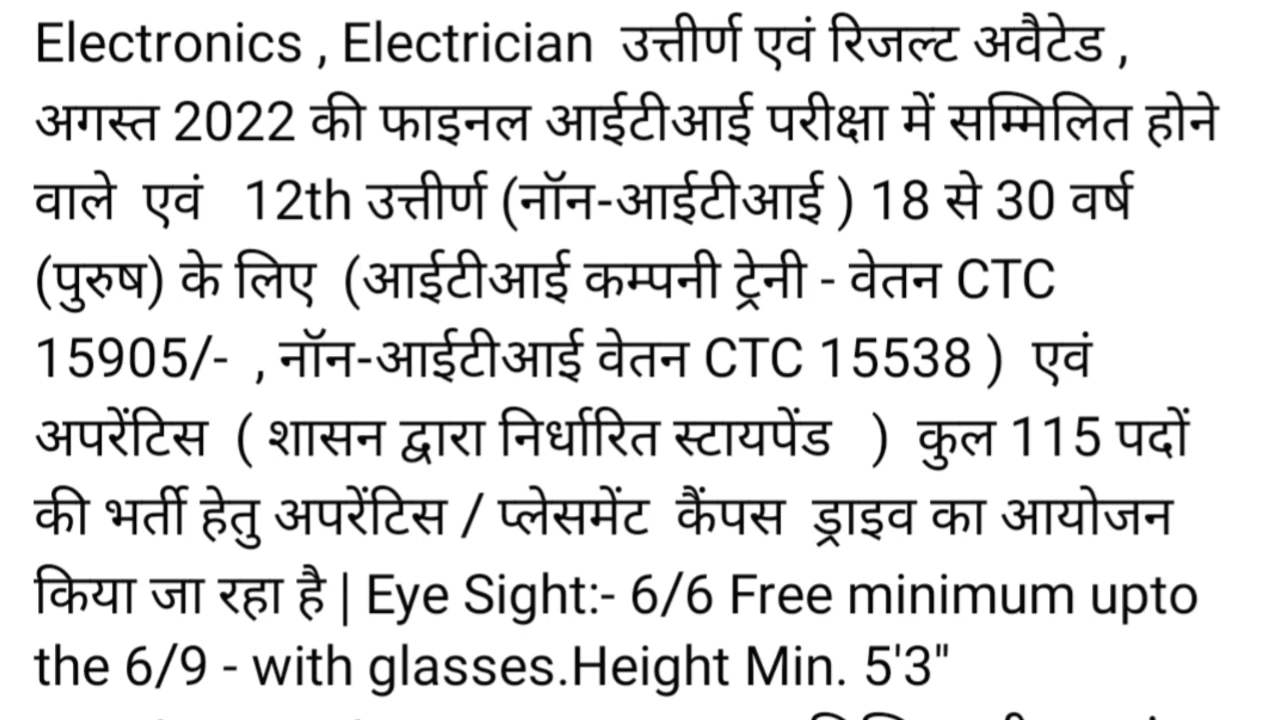 Electronics , Electrician उत्तीर्ण एवं रिजल्ट अवैटेड ,
अगस्त 2022 की फाइनल आईटीआई परीक्षा में सम्मिलित होने
वाले एवं 12th उत्तीर्ण (नॉन-आईटीआई ) 18 से 30 वर्ष
(पुरुष) के लिए (आईटीआई कम्पनी ट्रेनी - वेतन CTC
15905/- , नॉन-आईटीआई वेतन CTC 15538 ) एवं
अपरेंटिस ( शासन द्वारा निर्धारित स्टायपेंड ) कुल 115 पदों
की भर्ती हेतु अपरेंटिस / प्लेसमेंट कैंपस ड्राइव का आयोजन
किया जा रहा है | Eye Sight:- 6/6 Free minimum upto
the 6/9 - with glasses.Height Min. 5'3"